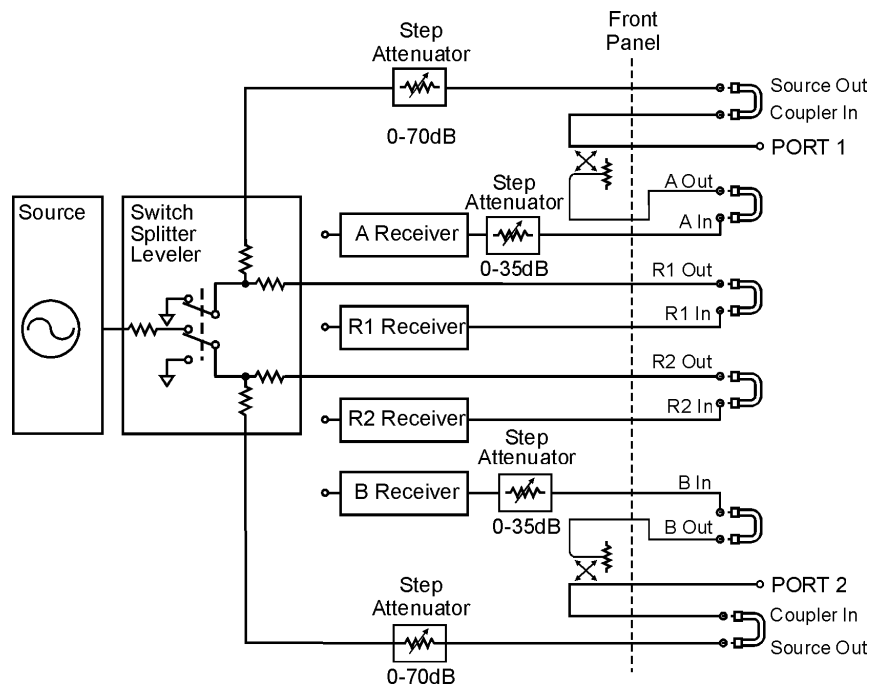 Step
Attenuator
0-70dB
Front
Panel
Source Out
Coupler In
PORT 1
Source
Switch
Splitter
Leveler
Step
Attenuator
0-35dB
A Receiver
A Out
A In
R1 Out
R1 In
R1 Receiver
R2 Out
R2 In
R2 Receiver
Step
Attenuator
0-35dB
B Receiver
B In
B Out
PORT 2
Coupler In
Source Out
Step
Attenuator
0-70dB